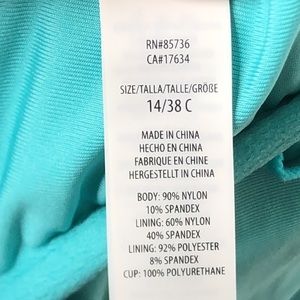 RN#85736
CA#17634
SIZE/TALLA/TALLE/GRÖßE
14/38 C
MADE IN CHINA
HECHO EN CHINA
FABRIQUE EN CHINE
HERGESTELLT IN CHINA
BODY: 90% NYLON
10% SPANDEX
LINING: 60% NYLON
40% SPANDEX
LINING: 92% POLYESTER
8% SPANDEX
CUP: 100% POLYURETHANE